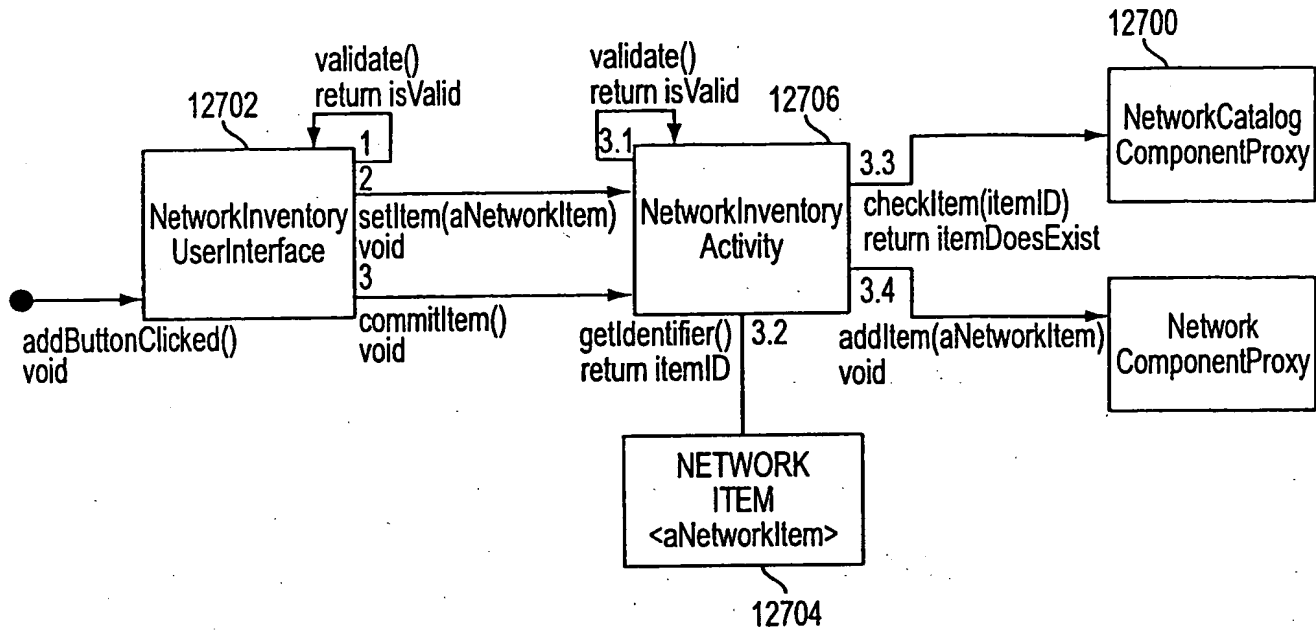 12700
validate()
return isValid
validate()
return isValid
12702
12706
1
3.1
NetworkCatalog
ComponentProxy
2
3.3
NetworkInventory
UserInterface
setItem(aNetworkItem)
void
NetworkInventory
Activity
checkItem(itemID)
return itemDoesExist
3
3.4
addButtonClicked()
void
commitItem()
void
getIdentifier()
return itemID
3.2
addItem(aNetworkItem)
void
Network
ComponentProxy
NETWORK
ITEM
<aNetworkItem>
12704